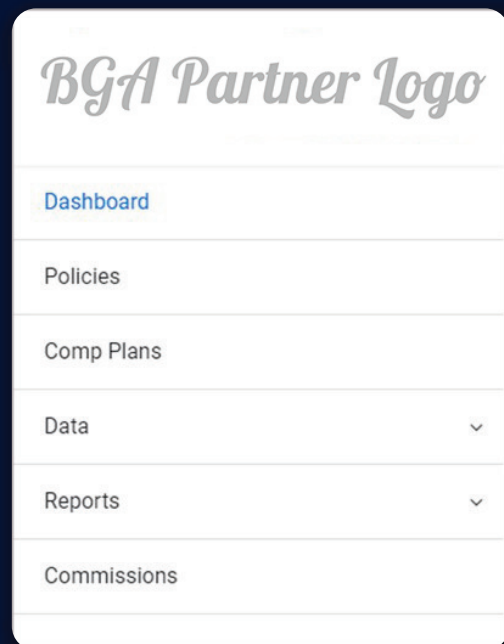 BGA Partner Logo
Dashboard
Policies
Comp Plans
Data
Reports
Commissions